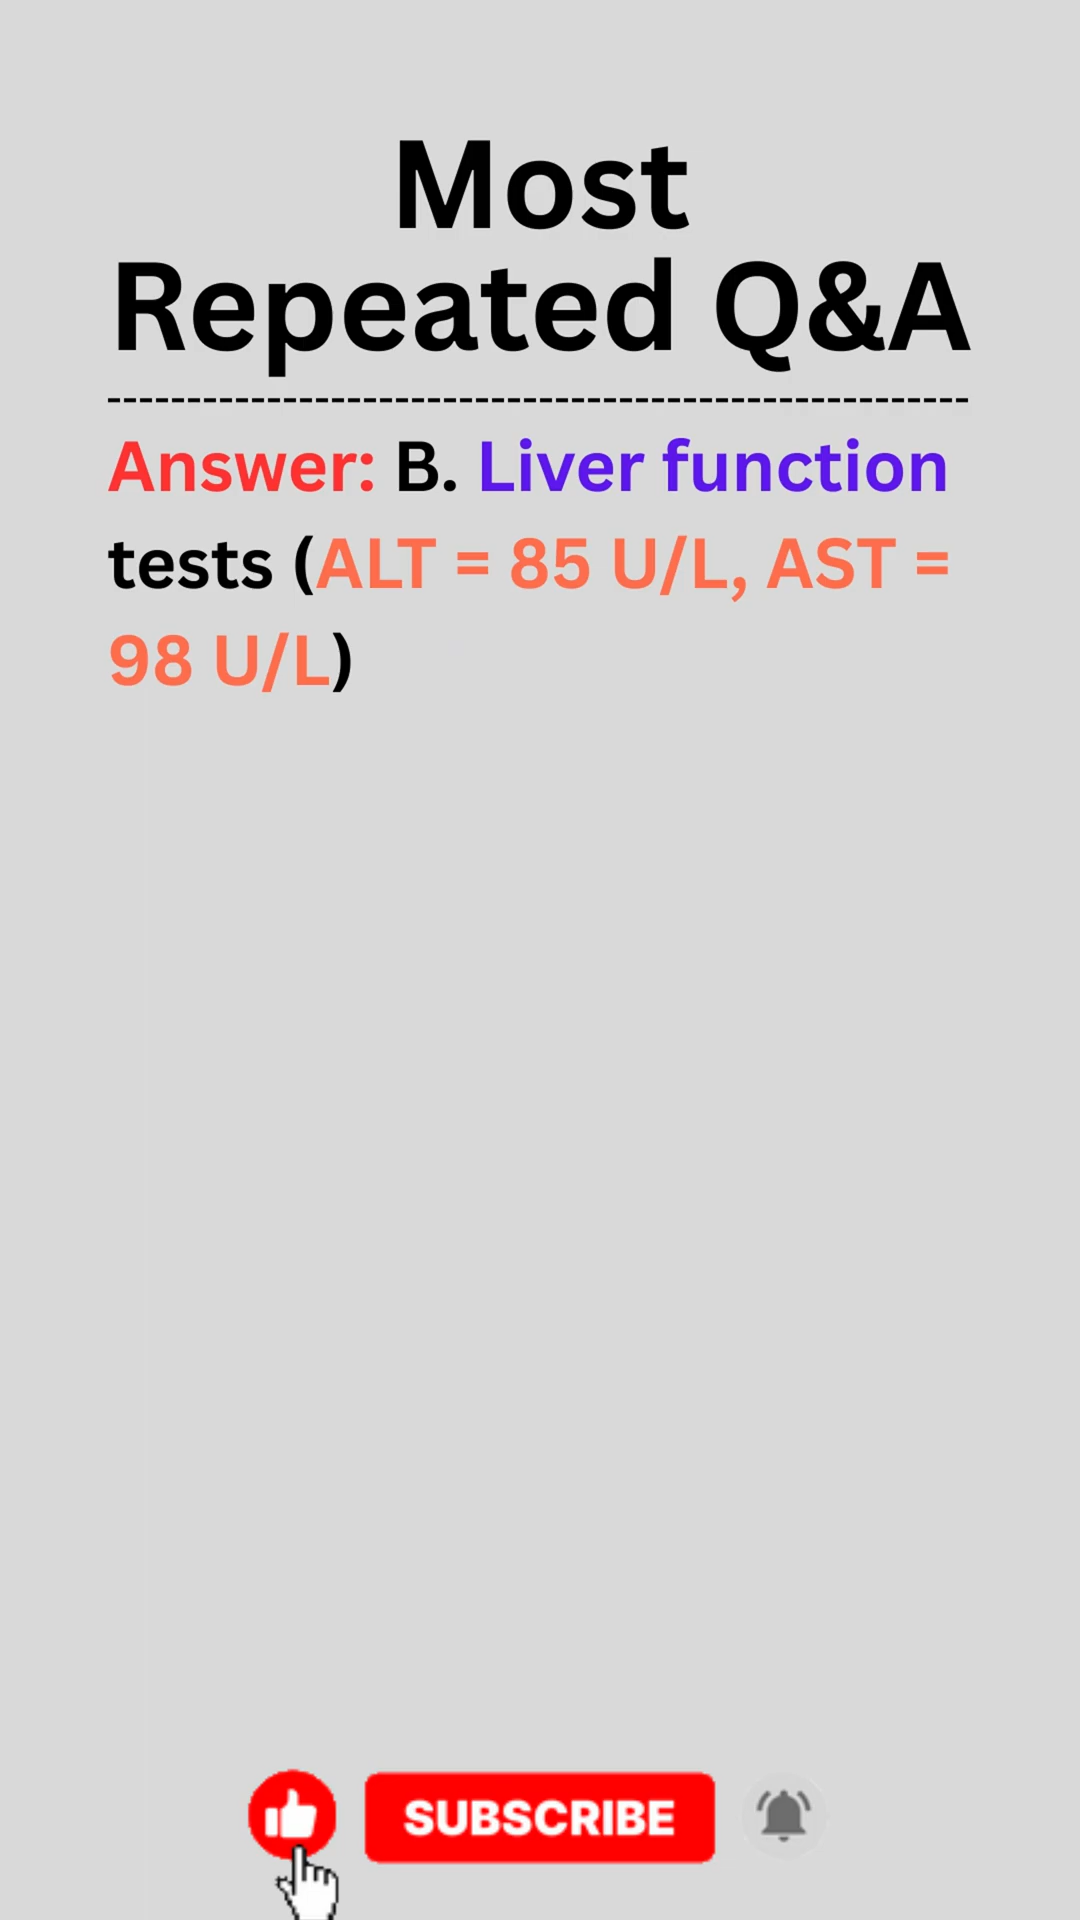 Most
Repeated Q&A
------------------------------------------------------
Answer: B. Liver function
tests (ALT = 85 U/L, AST =
98 U/L)
SUBSCRIBE